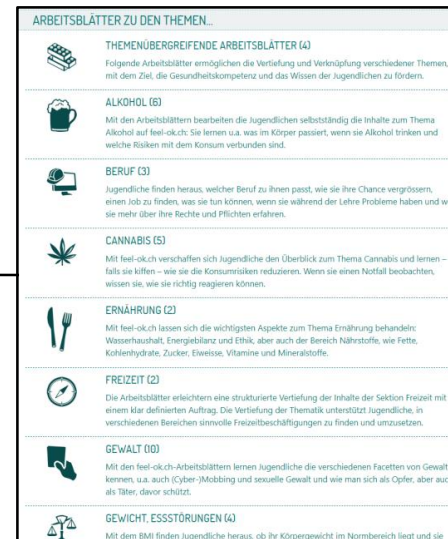 ARBEITSBLÄTTER ZU DEN THEMEN...
THEMENÜBERGREIFENDE ARBEITSBLÄTTER (4)
Folgende Arbeitsblätter ermöglichen die Vertiefung und Verknüpfung verschiedener Themen,
mit dem Ziel, die Gesundheitskompetenz und das Wissen der Jugendlichen zu fördern.
ALKOHOL (6)
Mit den Arbeitsblättern bearbeiten die Jugendlichen selbstständig die Inhalte zum Thema
Alkohol auf feel-ok.ch: Sie lernen u.a. was im Körper passiert, wenn sie Alkohol trinken und
welche Risiken mit dem Konsum verbunden sind.
BERUF (3)
Jugendliche finden heraus, welcher Beruf zu ihnen passt, wie sie ihre Chance vergrössern,
einen Job zu finden, was sie tun können, wenn sie während der Lehre Probleme haben und w
sie mehr über ihre Rechte und Pflichten erfahren.
CANNABIS (5)
Mit feel-ok.ch verschaffen sich Jugendliche den Überblick zum Thema Cannabis und lernen –
falls sie kiffen – wie sie die Konsumrisiken reduzieren. Wenn sie einen Notfall beobachten,
wissen sie, wie sie richtig reagieren können.
ERNÄHRUNG (2)
Mit feel-ok.ch lassen sich die wichtigsten Aspekte zum Thema Ernährung behandeln:
Wasserhaushalt, Energiebilanz und Ethik, aber auch der Bereich Nährstoffe, wie Fette,
Kohlenhydrate, Zucker, Eiweisse, Vitamine und Mineralstoffe.
FREIZEIT (2)
Die Arbeitsblätter erleichtern eine strukturierte Vertiefung der Inhalte der Sektion Freizeit mit
einem klar definierten Auftrag. Die Vertiefung der Thematik unterstützt Jugendliche, in
verschiedenen Bereichen sinnvolle Freizeitbeschäftigungen zu finden und umzusetzen.
GEWALT (10)
Mit den feel-ok.ch-Arbeitsblättern lernen Jugendliche die verschiedenen Facetten von Gewalt
kennen, u.a. auch (Cyber-)Mobbing und sexuelle Gewalt und wie man sich als Opfer, aber auc
als Täter, davor schützt.
GEWICHT, ESSSTÖRUNGEN (4)
Mit dem BMI finden Jugendliche heraus, ob ihr Körpergewicht im Normbereich liegt und sie